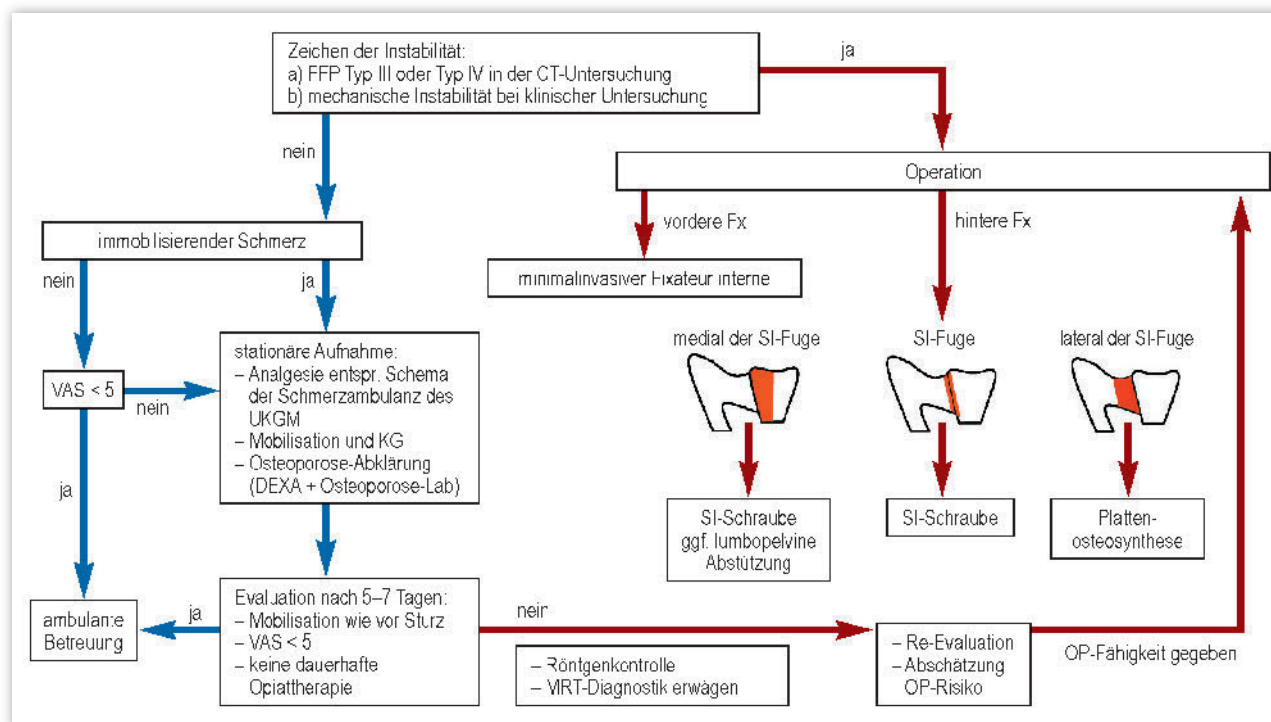 Zeichen der Instabilität:
a) FFP Typ III oder Typ IV in der CT-Untersuchung
b) mechanische Instabilität bei klinischer Untersuchung
ja
nein
Operation
immobilisierender Schmerz
vordere Fx
hintere Fx
nein
ja
minimalinvasiver Fixateur interne
stationäre Aufnahme:
– Analgesie entspr. Schema
der Schmerzambulanz des
UKGM
– Mobilisation und KG
– Osteoporose-Abklärung
(DEXA + Osteoporose-Lab)
VAS < 5
nein
ja
medial der SI-Fuge
SI-Fuge
lateral der SI-Fuge
SI-Schraube
ggf. lumbopelvine
Abstützung
SI-Schraube
Platten-
osteosynthese
Evaluation nach 5–7 Tagen:
– Mobilisation wie vor Sturz
– VAS < 5
– keine dauerhafte
Opiattherapie
ja
ambulante
Betreuung
nein
– Röntgenkontrolle
– MRT-Diagnostik erwägen
– Re-Evaluation
– Abschätzung
OP-Risiko
OP-Fähigkeit gegeben